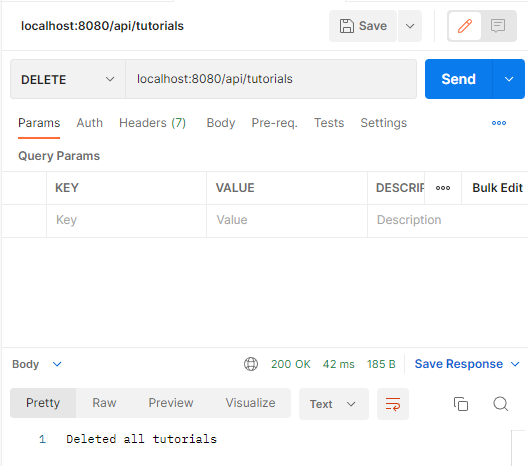 localhost:8080/api/tutorials Save
DELETE localhost:8080/api/tutorials Send
Params Auth Headers (7) Body Pre-req. Tests Settings
Query Params
KEY VALUE DESCRIP Bulk Edit
Key Value Description
Body 200 OK 42 ms 185 B Save Response
Pretty Raw Preview Visualize Text
1 Deleted all tutorials